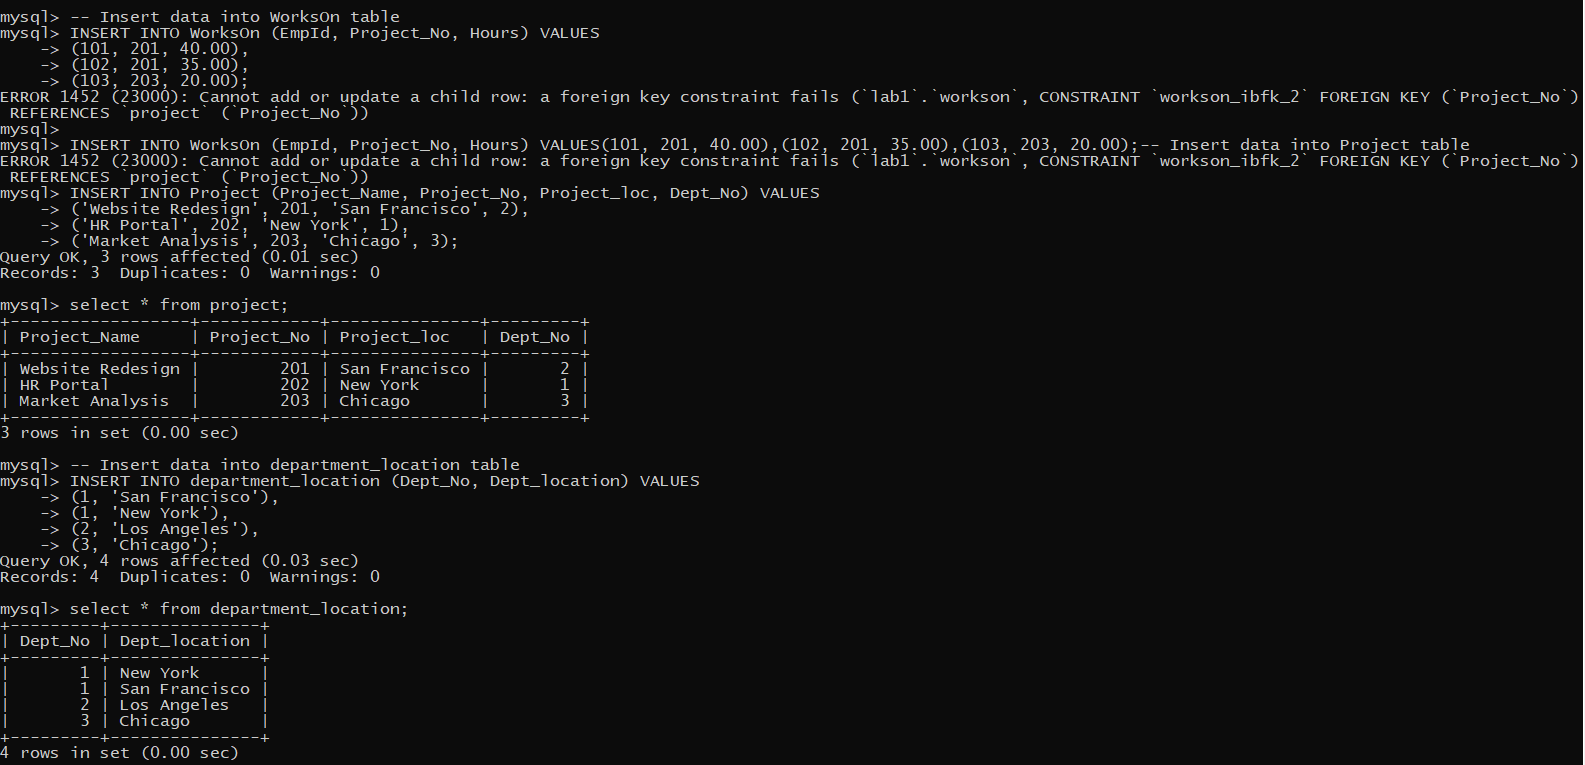 mysql> -- Insert data into WorksOn table
mysql> INSERT INTO WorksOn (EmpId, Project_No, Hours) VALUES
    -> (101, 201, 40.00),
    -> (102, 201, 35.00),
    -> (103, 203, 20.00);
ERROR 1452 (23000): Cannot add or update a child row: a foreign key constraint fails (`lab1`.`workson`, CONSTRAINT `workson_ibfk_2` FOREIGN KEY (`Project_No`)
 REFERENCES `project` (`Project_No`))
mysql>
mysql> INSERT INTO WorksOn (EmpId, Project_No, Hours) VALUES(101, 201, 40.00),(102, 201, 35.00),(103, 203, 20.00);-- Insert data into Project table
ERROR 1452 (23000): Cannot add or update a child row: a foreign key constraint fails (`lab1`.`workson`, CONSTRAINT `workson_ibfk_2` FOREIGN KEY (`Project_No`)
 REFERENCES `project` (`Project_No`))
mysql> INSERT INTO Project (Project_Name, Project_No, Project_loc, Dept_No) VALUES
    -> ('Website Redesign', 201, 'San Francisco', 2),
    -> ('HR Portal', 202, 'New York', 1),
    -> ('Market Analysis', 203, 'Chicago', 3);
Query OK, 3 rows affected (0.01 sec)
Records: 3  Duplicates: 0  Warnings: 0

mysql> select * from project;
+------------------+------------+---------------+---------+
| Project_Name     | Project_No | Project_loc   | Dept_No |
+------------------+------------+---------------+---------+
| Website Redesign |        201 | San Francisco |       2 |
| HR Portal        |        202 | New York      |       1 |
| Market Analysis  |        203 | Chicago       |       3 |
+------------------+------------+---------------+---------+
3 rows in set (0.00 sec)

mysql> -- Insert data into department_location table
mysql> INSERT INTO department_location (Dept_No, Dept_location) VALUES
    -> (1, 'San Francisco'),
    -> (1, 'New York'),
    -> (2, 'Los Angeles'),
    -> (3, 'Chicago');
Query OK, 4 rows affected (0.03 sec)
Records: 4  Duplicates: 0  Warnings: 0

mysql> select * from department_location;
+---------+---------------+
| Dept_No | Dept_location |
+---------+---------------+
|       1 | New York      |
|       1 | San Francisco |
|       2 | Los Angeles   |
|       3 | Chicago       |
+---------+---------------+
4 rows in set (0.00 sec)